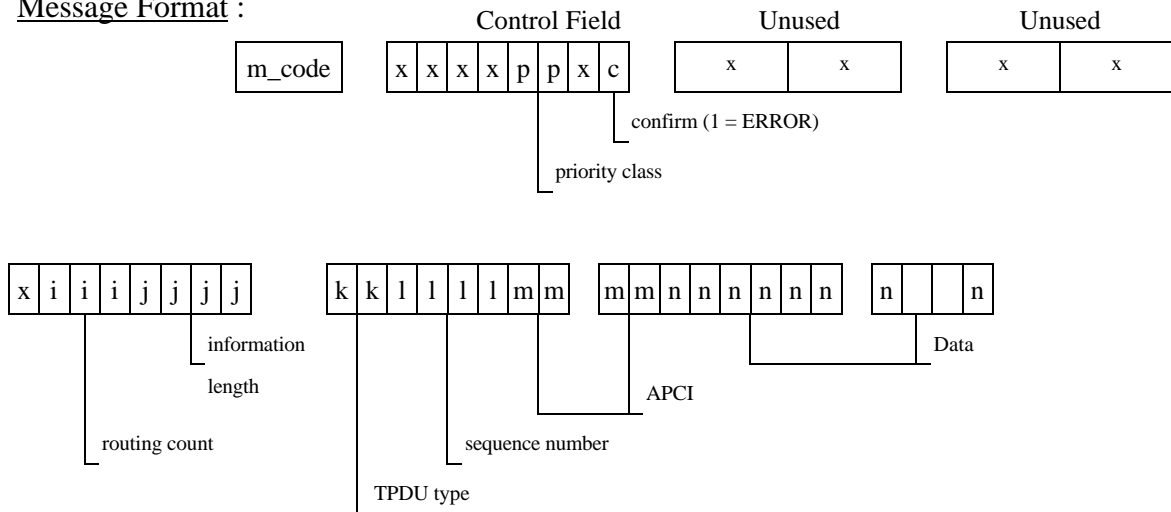 Message Format :
Control Field Unused Unused
m_code x x x x p p x c x x x x
confirm (1 = ERROR)
priority class
x i i i j j j j k k l l l l m m m m n n n n n n n n
information
length
Data
APCI
routing count
sequence number
TPDU type